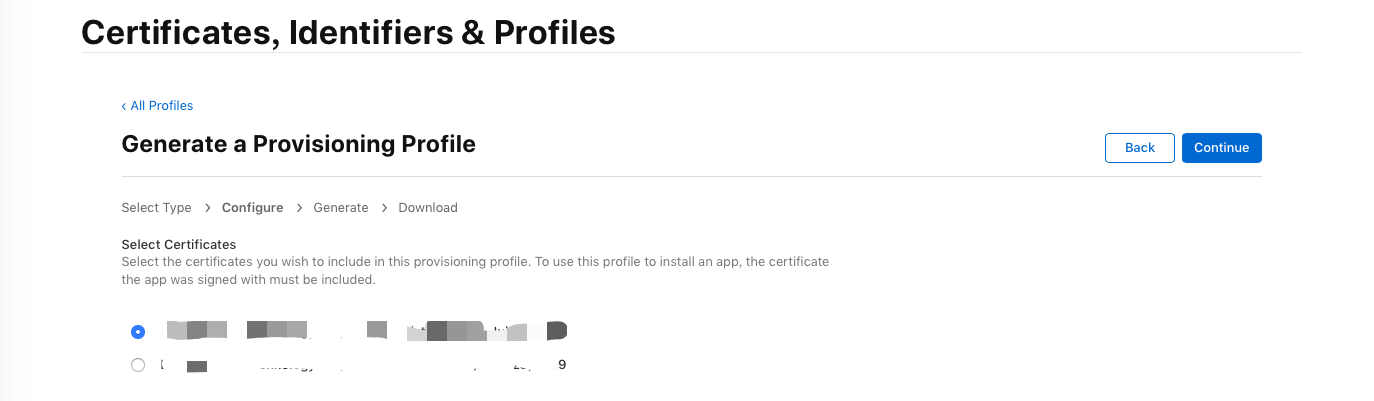 Certificates, Identifiers & Profiles
‹ All Profiles
Generate a Provisioning Profile
Back
Continue
Select Type > Configure > Generate > Download
Select Certificates
Select the certificates you wish to include in this provisioning profile. To use this profile to install an app, the certificate
the app was signed with must be included.
9